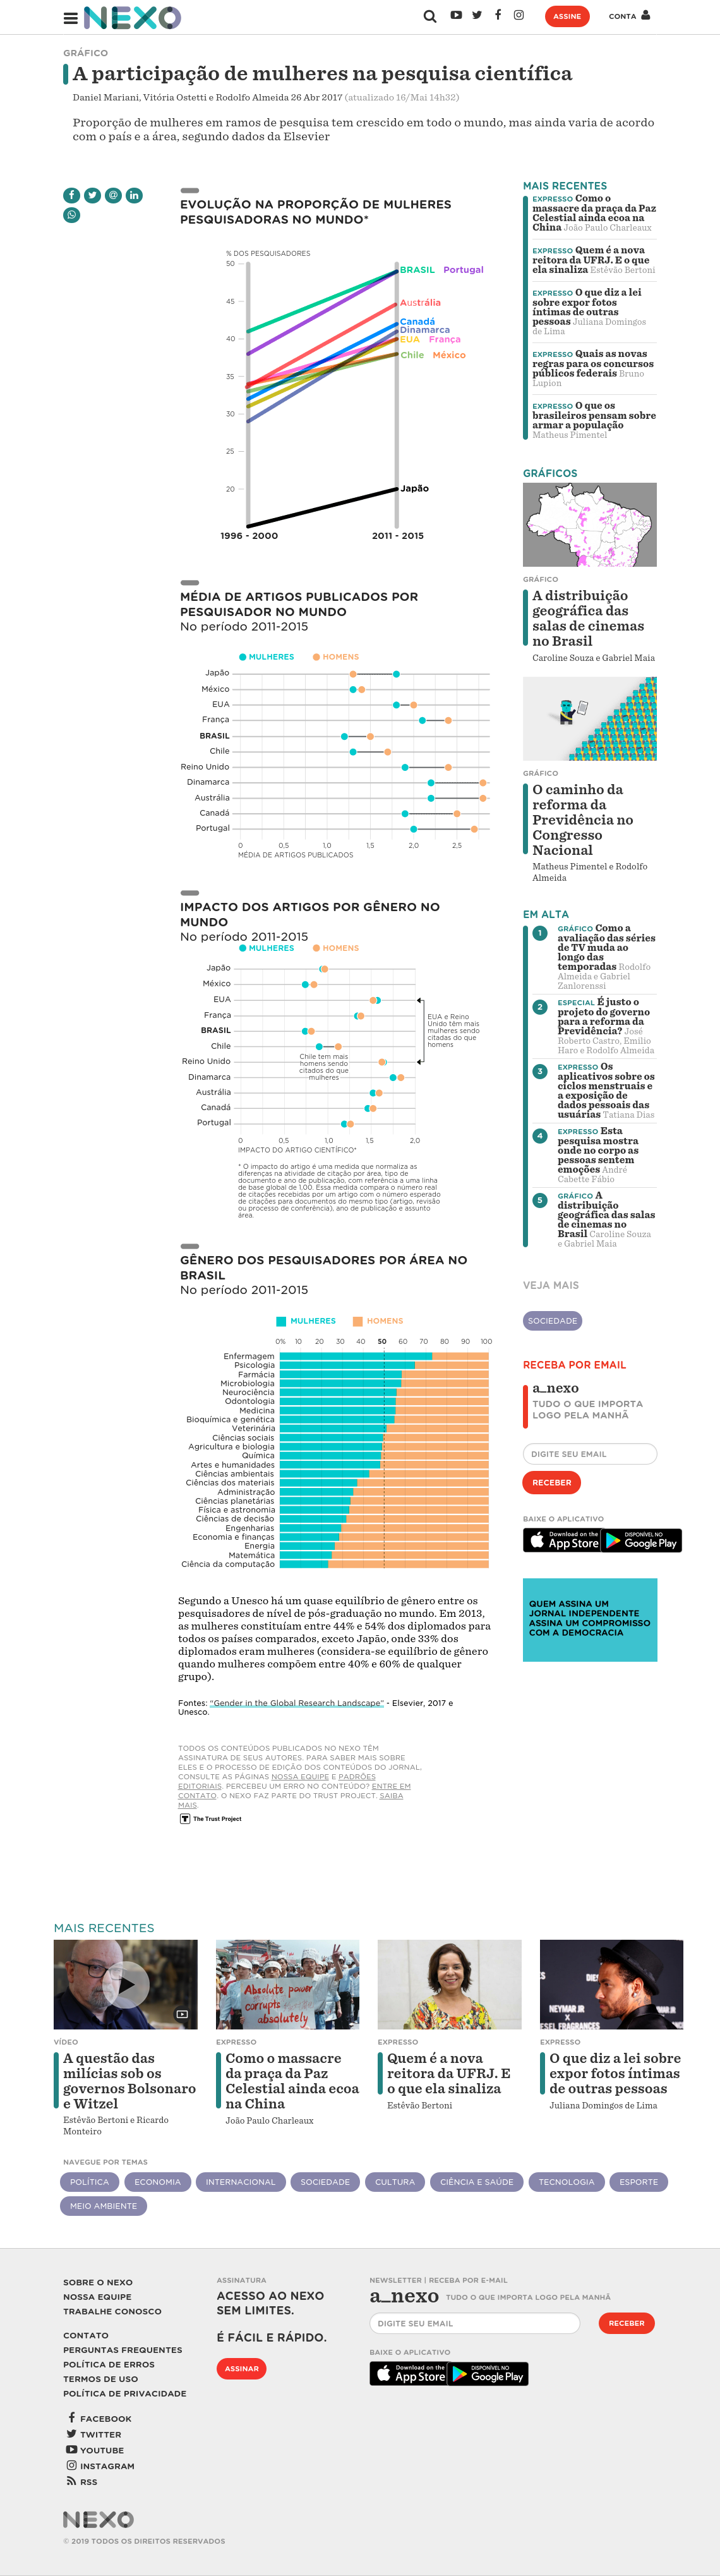 NEXO
ASSINE
CONTA
GRÁFICO
A participação de mulheres na pesquisa científica
Daniel Mariani, Vitória Ostetti e Rodolfo Almeida 26 Abr 2017 (atualizado 16/Mai 14h32)
Proporção de mulheres em ramos de pesquisa tem crescido em todo o mundo, mas ainda varia de acordo
com o país e a área, segundo dados da Elsevier
EVOLUÇÃO NA PROPORÇÃO DE MULHERES
PESQUISADORAS NO MUNDO*
% DOS PESQUISADORES
50
45
40
35
30
25
20
BRASIL Portugal
Austrália
Canadá
Dinamarca
EUA França
Chile México
Japão
1996 - 2000
2011 - 2015
MÉDIA DE ARTIGOS PUBLICADOS POR
PESQUISADOR NO MUNDO
No período 2011-2015
MULHERES HOMENS
Japão
México
EUA
França
BRASIL
Chile
Reino Unido
Dinamarca
Austrália
Canadá
Portugal
0 0,5 1,0 1,5 2,0 2,5
MÉDIA DE ARTIGOS PUBLICADOS
IMPACTO DOS ARTIGOS POR GÊNERO NO
MUNDO
No período 2011-2015
MULHERES HOMENS
Japão
México
EUA
França
BRASIL
Chile
Reino Unido
Dinamarca
Austrália
Canadá
Portugal
EUA e Reino
Unido têm mais
mulheres sendo
citadas do que
homens
Chile tem mais
homens sendo
citados do que
mulheres
0 0,5 1,0 1,5 2,0
IMPACTO DO ARTIGO CIENTÍFICO*
* O impacto do artigo é uma medida que normaliza as
diferenças na atividade de citação por área, tipo de
documento e ano de publicação, com referência a uma linha
de base global de 1,00. Essa medida compara o número real
de citações recebidas por um artigo com o número esperado
de citações para documentos do mesmo tipo (artigo, revisão
ou processo de conferência), ano de publicação e assunto
área.
GÊNERO DOS PESQUISADORES POR ÁREA NO
BRASIL
No período 2011-2015
MULHERES HOMENS
0% 10 20 30 40 50 60 70 80 90 100
Enfermagem
Psicologia
Farmácia
Microbiologia
Neurociência
Odontologia
Medicina
Bioquímica e genética
Veterinária
Ciências sociais
Agricultura e biologia
Química
Artes e humanidades
Ciências ambientais
Ciências dos materiais
Administração
Ciências planetárias
Física e astronomia
Ciências de decisão
Engenharias
Economia e finanças
Energia
Matemática
Ciência da computação
Segundo a Unesco há um quase equilíbrio de gênero entre os
pesquisadores de nível de pós-graduação no mundo. Em 2013,
as mulheres constituíam entre 44% e 54% dos diplomados para
todos os países comparados, exceto Japão, onde 33% dos
diplomados eram mulheres (considera-se equilíbrio de gênero
quando mulheres compõem entre 40% e 60% de qualquer
grupo).
Fontes: "Gender in the Global Research Landscape" - Elsevier, 2017 e
Unesco.
TODOS OS CONTEÚDOS PUBLICADOS NO NEXO TÊM
ASSINATURA DE SEUS AUTORES. PARA SABER MAIS SOBRE
ELES E O PROCESSO DE EDIÇÃO DOS CONTEÚDOS DO JORNAL,
CONSULTE AS PÁGINAS NOSSA EQUIPE E PADRÕES
EDITORIAIS. PERCEBEU UM ERRO NO CONTEÚDO? ENTRE EM
CONTATO. O NEXO FAZ PARTE DO TRUST PROJECT. SAIBA
MAIS.
The Trust Project
MAIS RECENTES
EXPRESSO Como o
massacre da praça da Paz
Celestial ainda ecoa na
China João Paulo Charleaux
EXPRESSO Quem é a nova
reitora da UFRJ. E o que
ela sinaliza Estêvão Bertoni
EXPRESSO O que diz a lei
sobre expor fotos
íntimas de outras
pessoas Juliana Domingos
de Lima
EXPRESSO Quais as novas
regras para os concursos
públicos federais Bruno
Lupion
EXPRESSO O que os
brasileiros pensam sobre
armar a população
Matheus Pimentel
GRÁFICOS
GRÁFICO
A distribuição
geográfica das
salas de cinemas
no Brasil
Caroline Souza e Gabriel Maia
GRÁFICO
O caminho da
reforma da
Previdência no
Congresso
Nacional
Matheus Pimentel e Rodolfo
Almeida
EM ALTA
1 GRÁFICO Como a
avaliação das séries
de TV muda ao
longo das
temporadas Rodolfo
Almeida e Gabriel
Zanlorenssi
2 ESPECIAL É justo o
projeto do governo
para a reforma da
Previdência? José
Roberto Castro, Emilio
Haro e Rodolfo Almeida
3 EXPRESSO Os
aplicativos sobre os
ciclos menstruais e
a exposição de
dados pessoais das
usuárias Tatiana Dias
4 EXPRESSO Esta
pesquisa mostra
onde no corpo as
pessoas sentem
emoções André
Cabette Fábio
5 GRÁFICO A
distribuição
geográfica das salas
de cinemas no
Brasil Caroline Souza
e Gabriel Maia
VEJA MAIS
SOCIEDADE
RECEBA POR EMAIL
a_nexo
TUDO O QUE IMPORTA
LOGO PELA MANHÃ
DIGITE SEU EMAIL
RECEBER
BAIXE O APLICATIVO
Download on the
App Store
DISPONÍVEL NO
Google Play
QUEM ASSINA UM
JORNAL INDEPENDENTE
ASSINA UM COMPROMISSO
COM A DEMOCRACIA
MAIS RECENTES
Absolute power
corrupts
absolutely
NEYMAR JR
X
DIESEL FRAGRANCES
VÍDEO
A questão das
milícias sob os
governos Bolsonaro
e Witzel
Estêvão Bertoni e Ricardo
Monteiro
EXPRESSO
Como o massacre
da praça da Paz
Celestial ainda ecoa
na China
João Paulo Charleaux
EXPRESSO
Quem é a nova
reitora da UFRJ. E
o que ela sinaliza
Estêvão Bertoni
EXPRESSO
O que diz a lei sobre
expor fotos íntimas
de outras pessoas
Juliana Domingos de Lima
NAVEGUE POR TEMAS
POLÍTICA ECONOMIA INTERNACIONAL SOCIEDADE CULTURA CIÊNCIA E SAÚDE TECNOLOGIA ESPORTE
MEIO AMBIENTE
SOBRE O NEXO
NOSSA EQUIPE
TRABALHE CONOSCO
CONTATO
PERGUNTAS FREQUENTES
POLÍTICA DE ERROS
TERMOS DE USO
POLÍTICA DE PRIVACIDADE
FACEBOOK
TWITTER
YOUTUBE
INSTAGRAM
RSS
ASSINATURA
ACESSO AO NEXO
SEM LIMITES.
É FÁCIL E RÁPIDO.
ASSINAR
NEWSLETTER | RECEBA POR E-MAIL
a_nexo TUDO O QUE IMPORTA LOGO PELA MANHÃ
DIGITE SEU EMAIL
RECEBER
BAIXE O APLICATIVO
Download on the
App Store
DISPONÍVEL NO
Google Play
NEXO
© 2019 TODOS OS DIREITOS RESERVADOS